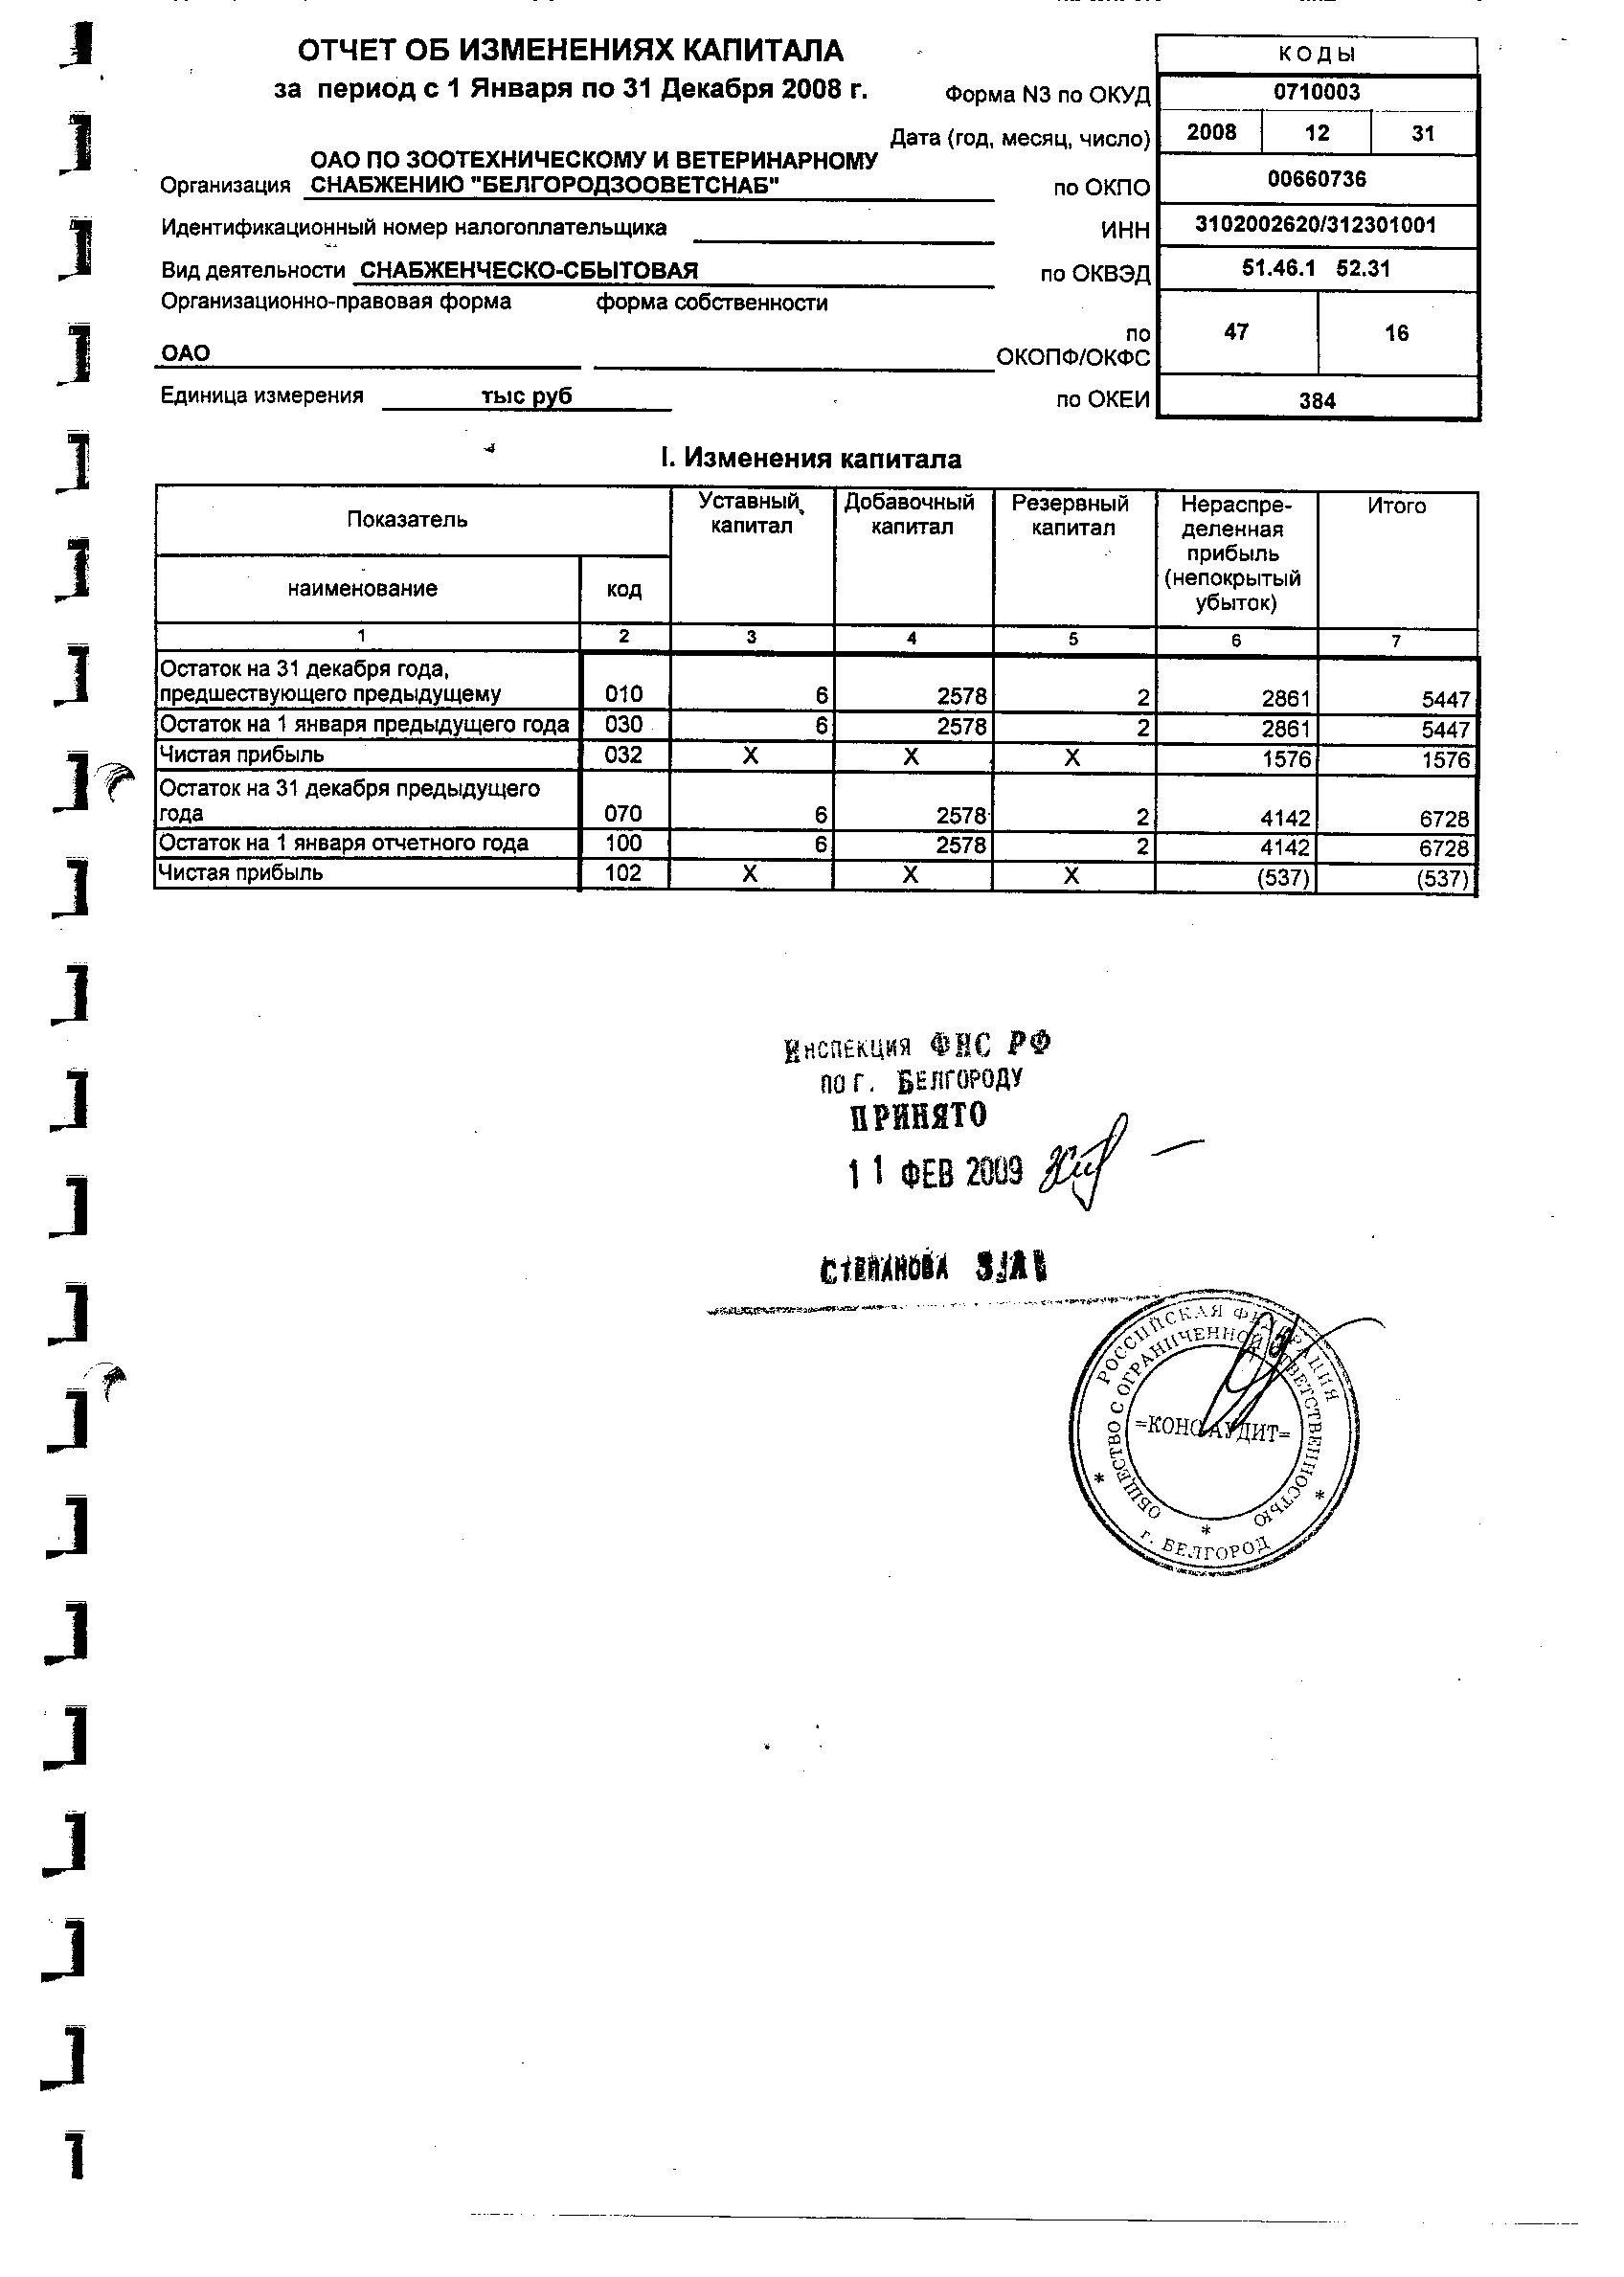 ОТЧЕТ ОБ ИЗМЕНЕНИЯХ КАПИТАЛА
за период с 1 Января по 31 Декабря 2008 г.
КОДЫ
Форма N3 по ОКУД 0710003
Дата (год, месяц, число) 2008 12 31
ОАО ПО ЗООТЕХНИЧЕСКОМУ И ВЕТЕРИНАРНОМУ
Организация СНАБЖЕНИЮ "БЕЛГОРОДЗООВЕТСНАБ" по ОКПО 00660736
Идентификационный номер налогоплательщика ИНН 3102002620/312301001
Вид деятельности СНАБЖЕНЧЕСКО-СБЫТОВАЯ по ОКВЭД 51.46.1 52.31
Организационно-правовая форма форма собственности
по 47 16
ОАО ОКОПФ/ОКФС
Единица измерения тыс руб по ОКЕИ 384
I. Изменения капитала
Показатель Уставный капитал Добавочный капитал Резервный капитал Нераспре-деленная прибыль (непокрытый убыток) Итого
наименование код
1 2 3 4 5 6 7
Остаток на 31 декабря года,
предшествующего предыдущему 010 6 2578 2 2861 5447
Остаток на 1 января предыдущего года 030 6 2578 2 2861 5447
Чистая прибыль 032 X X X 1576 1576
Остаток на 31 декабря предыдущего
года 070 6 2578 2 4142 6728
Остаток на 1 января отчетного года 100 6 2578 2 4142 6728
Чистая прибыль 102 X X X (537) (537)
Инспекция ФНС РФ
по г. БЕЛГОРОДУ
ПРИНЯТО
11 ФЕВ 2009
СТЕПАНОВА
РОССИЙСКАЯ ФЕДЕРАЦИЯ
ОБЩЕСТВО С ОГРАНИЧЕННОЙ ОТВЕТСТВЕННОСТЬЮ
=КОНСАУДИТ=
г. БЕЛГОРОД